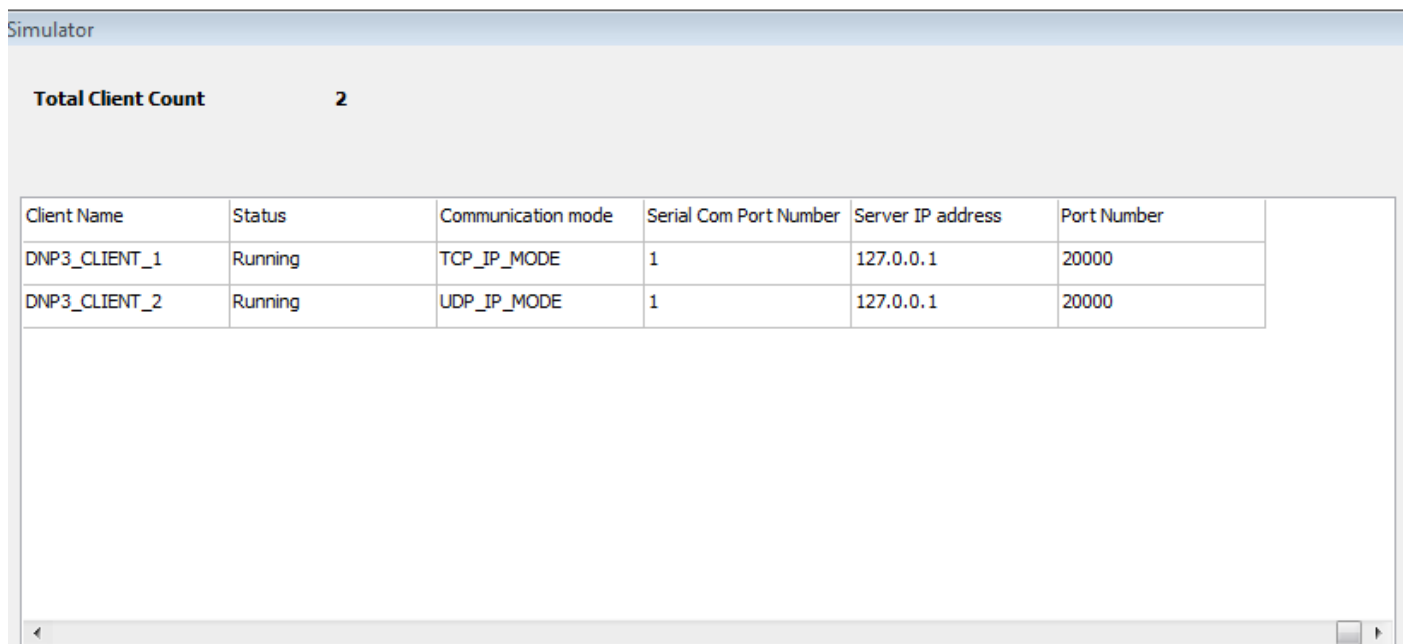 Simulator
Total Client Count 2
Client Name Status Communication mode Serial Com Port Number Server IP address Port Number
DNP3_CLIENT_1 Running TCP_IP_MODE 1 127.0.0.1 20000
DNP3_CLIENT_2 Running UDP_IP_MODE 1 127.0.0.1 20000